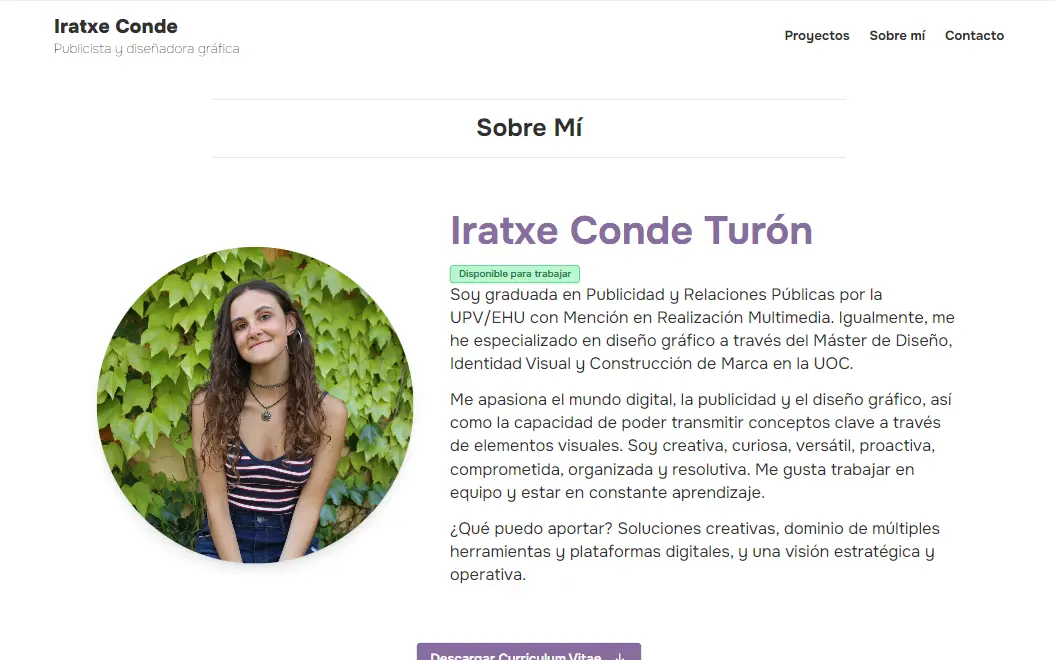 Iratxe Conde
Publicista y diseñadora gráfica
Proyectos Sobre mí Contacto
Sobre Mí
Iratxe Conde Turón
Disponible para trabajar
Soy graduada en Publicidad y Relaciones Públicas por la
UPV/EHU con Mención en Realización Multimedia. Igualmente, me
he especializado en diseño gráfico a través del Máster de Diseño,
Identidad Visual y Construcción de Marca en la UOC.
Me apasiona el mundo digital, la publicidad y el diseño gráfico, así
como la capacidad de poder transmitir conceptos clave a través
de elementos visuales. Soy creativa, curiosa, versátil, proactiva,
comprometida, organizada y resolutiva. Me gusta trabajar en
equipo y estar en constante aprendizaje.
¿Qué puedo aportar? Soluciones creativas, dominio de múltiples
herramientas y plataformas digitales, y una visión estratégica y
operativa.
Descargar Curriculum Vitae